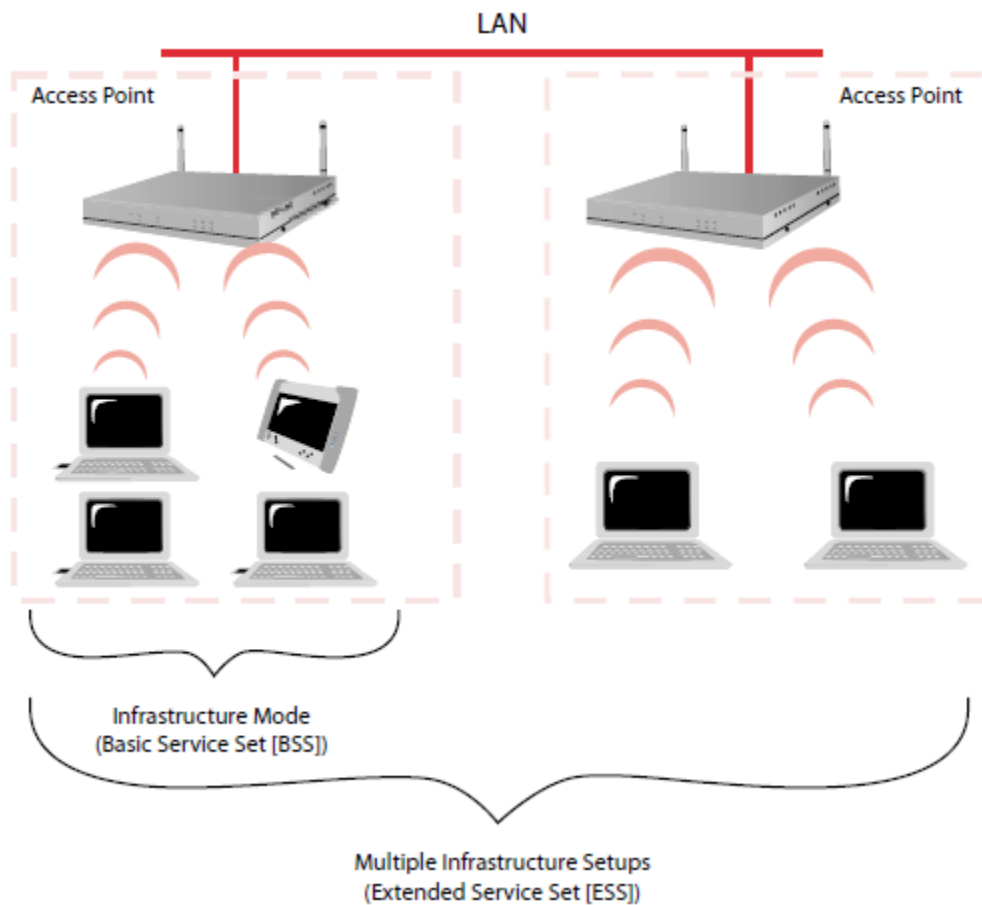 LAN
Access Point
Access Point
Infrastructure Mode
(Basic Service Set [BSS])
Multiple Infrastructure Setups
(Extended Service Set [ESS])